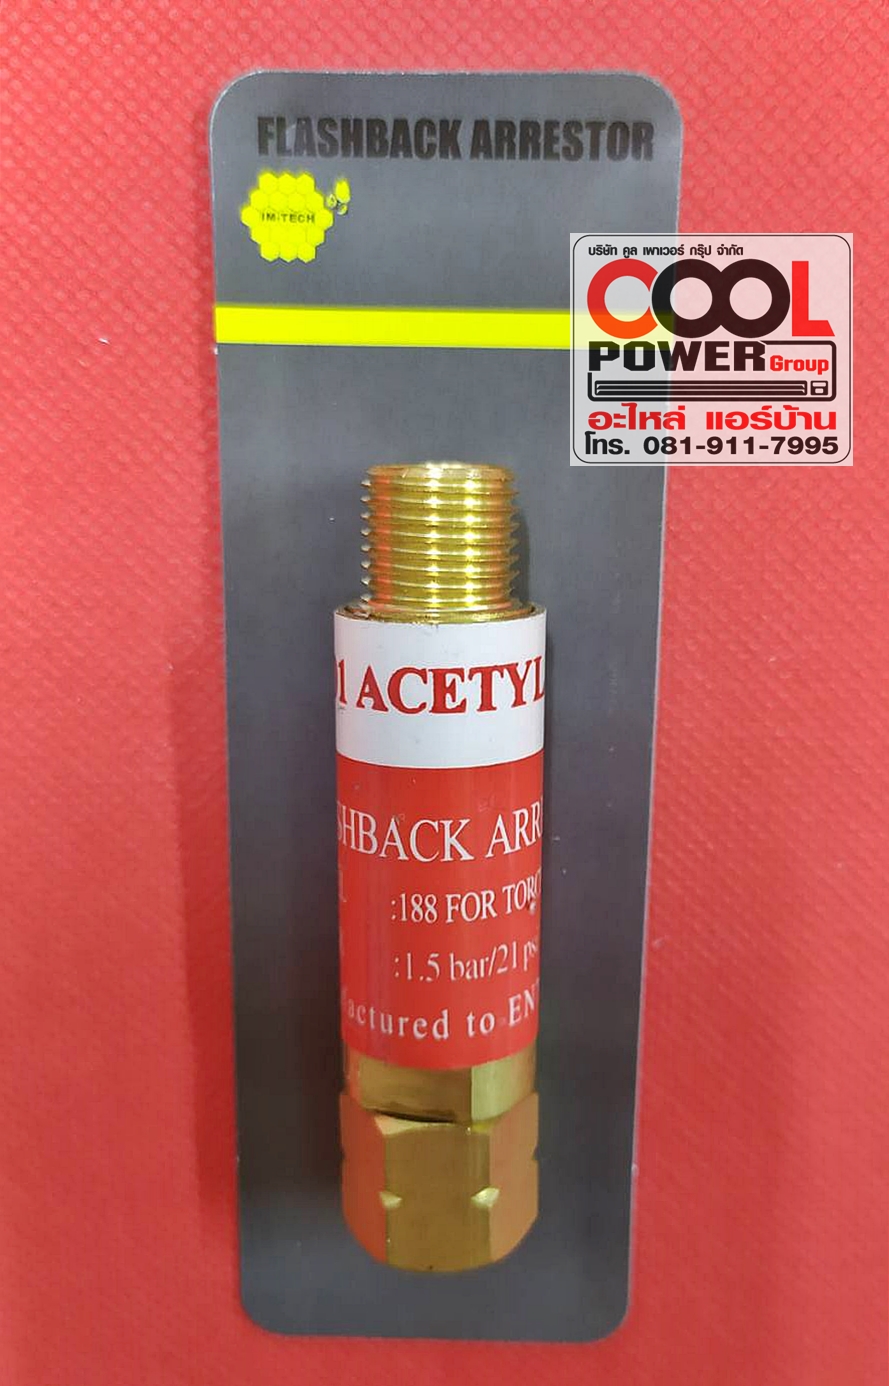 FLASHBACK ARRESTOR
IM-TECH
บริษัท คูล เพาเวอร์ กรุ๊ป จำกัด
COOL
POWER Group
อะไหล่ แอร์บ้าน
โทร. 081-911-7995
1 ACETYL
SHBACK ARR
:188 FOR TORC
:1.5 bar/21 ps
factured to EN